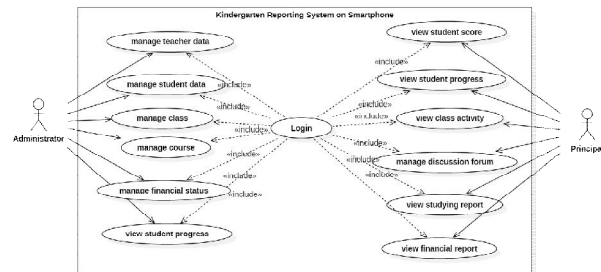 Kindergarten Reporting System on Smartphone
manage teacher data
view student score
«include»
manage student data
«include»
view student progress
«include»
manage class
«include»
view class activity
Administrator
«include»
Login
Principa
manage course
«include»
«include»
«include»
manage discussion forum
manage financial status
«include»
«include»
«include»
view studying report
view student progress
view financial report